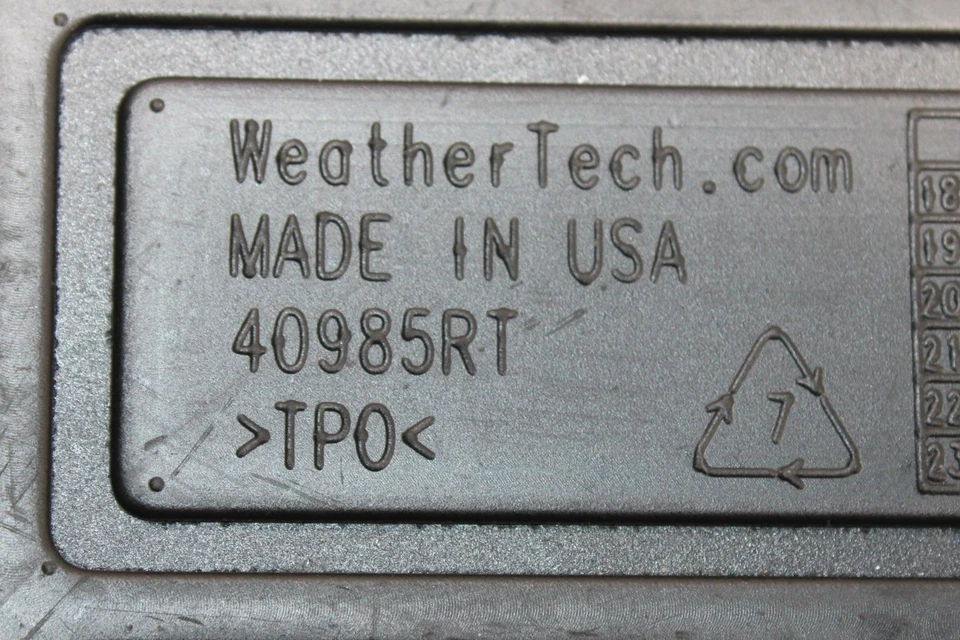 WeatherTech.com
MADE IN USA
40985RT
>TPO<
7
18
19
20
21
22
23